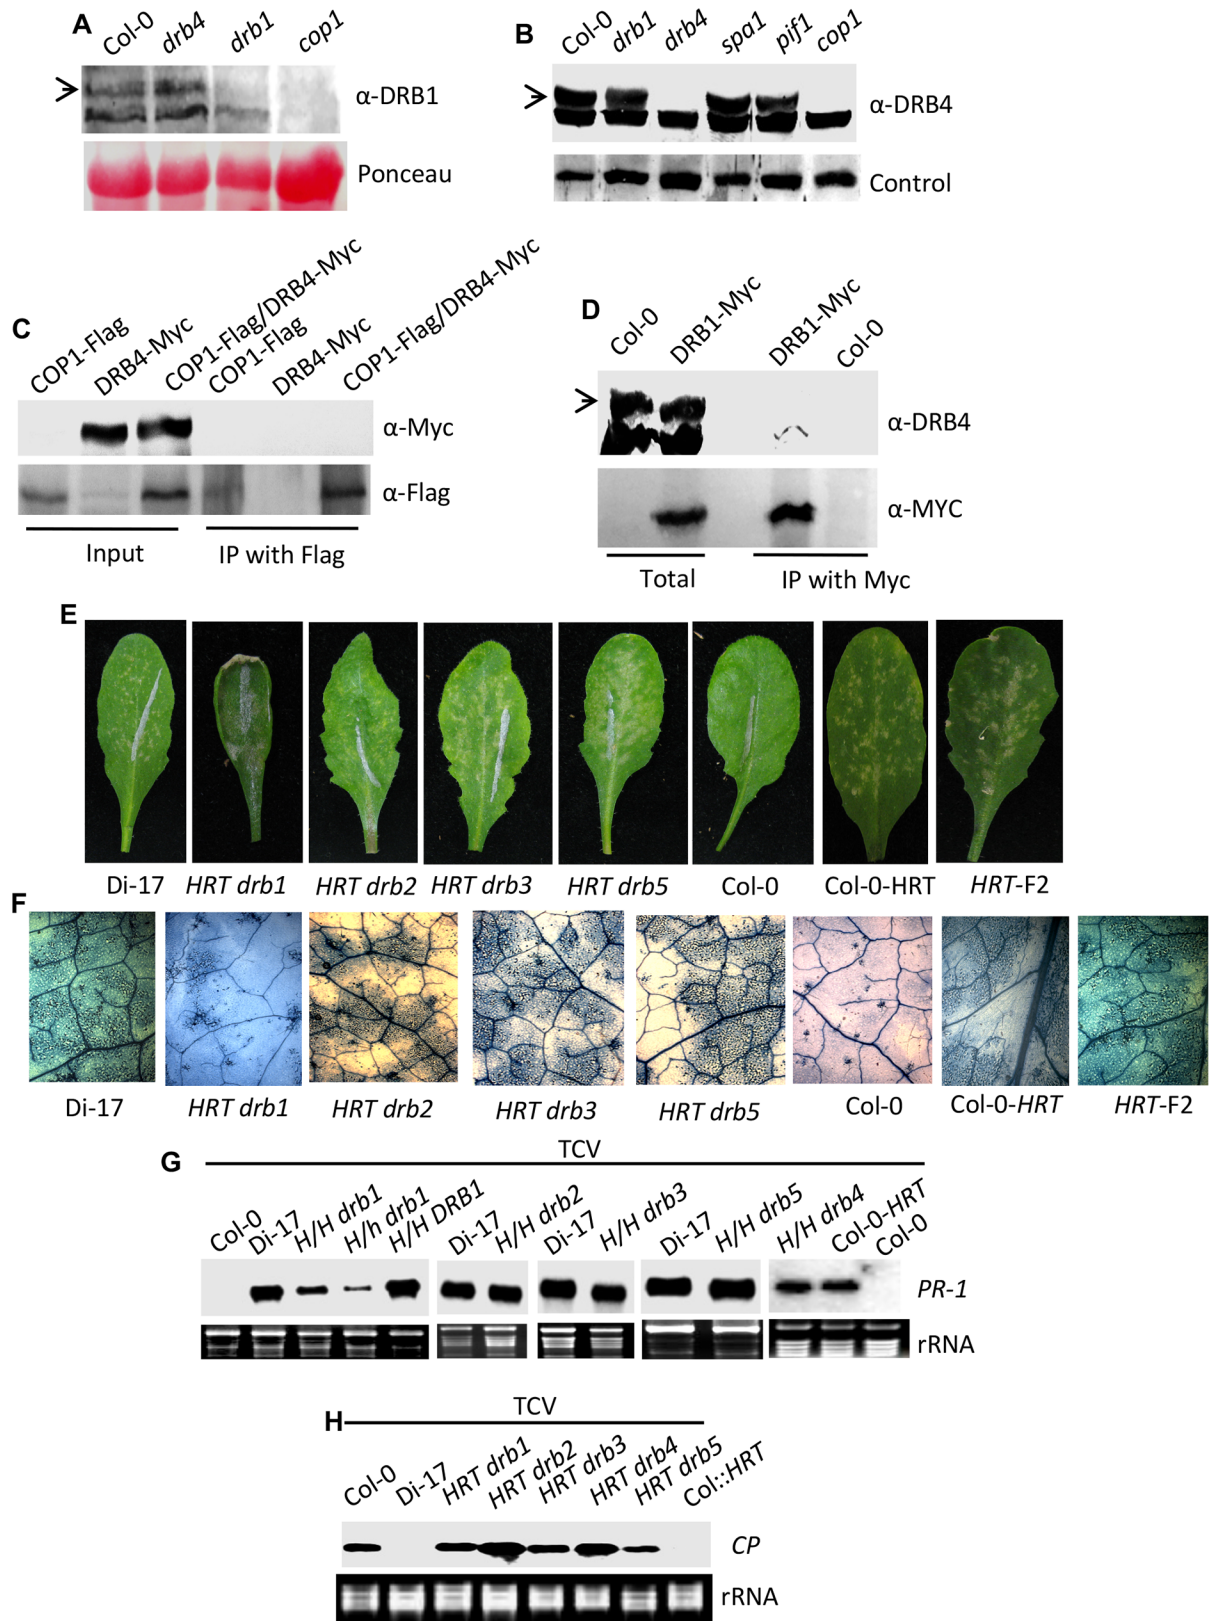 A
Col-0 drb4 drb1 cop1
α-DRB1
Ponceau
B
Col-0 drb1 drb4 spa1 pif1 cop1
α-DRB4
Control
C
COP1-Flag DRB4-Myc COP1-Flag/DRB4-Myc COP1-Flag DRB4-Myc COP1-Flag/DRB4-Myc
α-Myc
α-Flag
Input IP with Flag
D
Col-0 DRB1-Myc DRB1-Myc Col-0
α-DRB4
α-MYC
Total IP with Myc
E
Di-17 HRT drb1 HRT drb2 HRT drb3 HRT drb5 Col-0 Col-0-HRT HRT-F2
F
Di-17 HRT drb1 HRT drb2 HRT drb3 HRT drb5 Col-0 Col-0-HRT HRT-F2
G
TCV
Col-0 Di-17 H/H drb1 H/h drb1 H/H DRB1 Di-17 H/H drb2 Di-17 H/H drb3 Di-17 H/H drb5 H/H drb4 Col-0-HRT Col-0
PR-1
rRNA
H
TCV
Col-0 Di-17 HRT drb1 HRT drb2 HRT drb3 HRT drb4 HRT drb5 Col::HRT
CP
rRNA